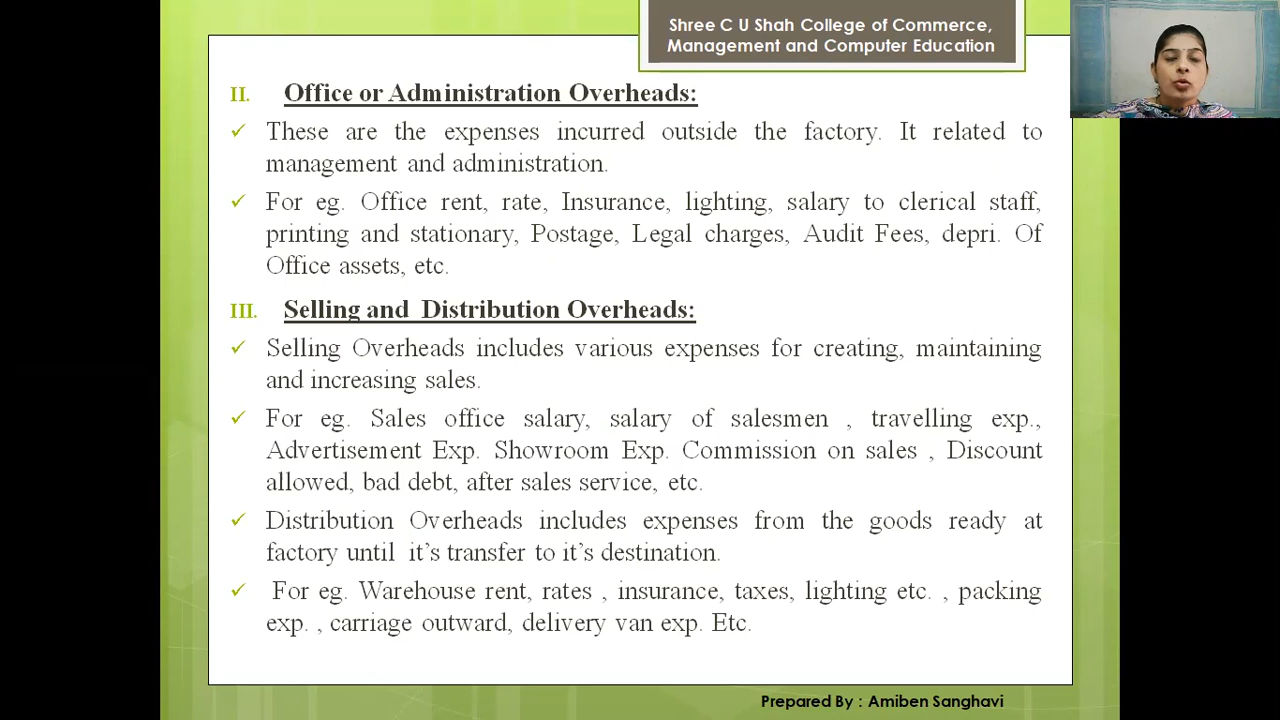 Shree C U Shah College of Commerce,
Management and Computer Education
II. Office or Administration Overheads:
✓ These are the expenses incurred outside the factory. It related to
management and administration.
✓ For eg. Office rent, rate, Insurance, lighting, salary to clerical staff,
printing and stationary, Postage, Legal charges, Audit Fees, depri. Of
Office assets, etc.
III. Selling and Distribution Overheads:
✓ Selling Overheads includes various expenses for creating, maintaining
and increasing sales.
✓ For eg. Sales office salary, salary of salesmen , travelling exp.,
Advertisement Exp. Showroom Exp. Commission on sales , Discount
allowed, bad debt, after sales service, etc.
✓ Distribution Overheads includes expenses from the goods ready at
factory until it’s transfer to it’s destination.
✓ For eg. Warehouse rent, rates , insurance, taxes, lighting etc. , packing
exp. , carriage outward, delivery van exp. Etc.
Prepared By : Amiben Sanghavi